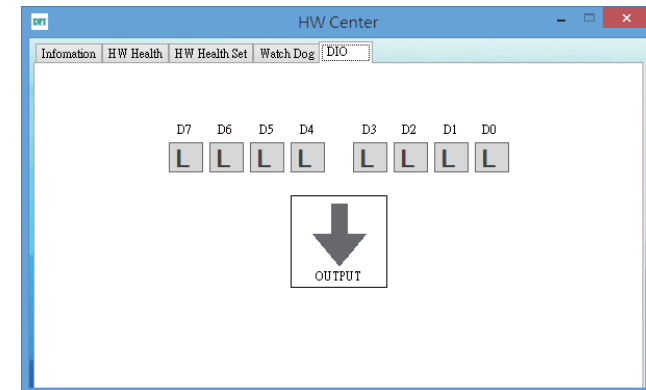 DFI HW Center
Infomation HW Health HW Health Set Watch Dog DIO
D7 D6 D5 D4 D3 D2 D1 D0
L L L L L L L L
OUTPUT